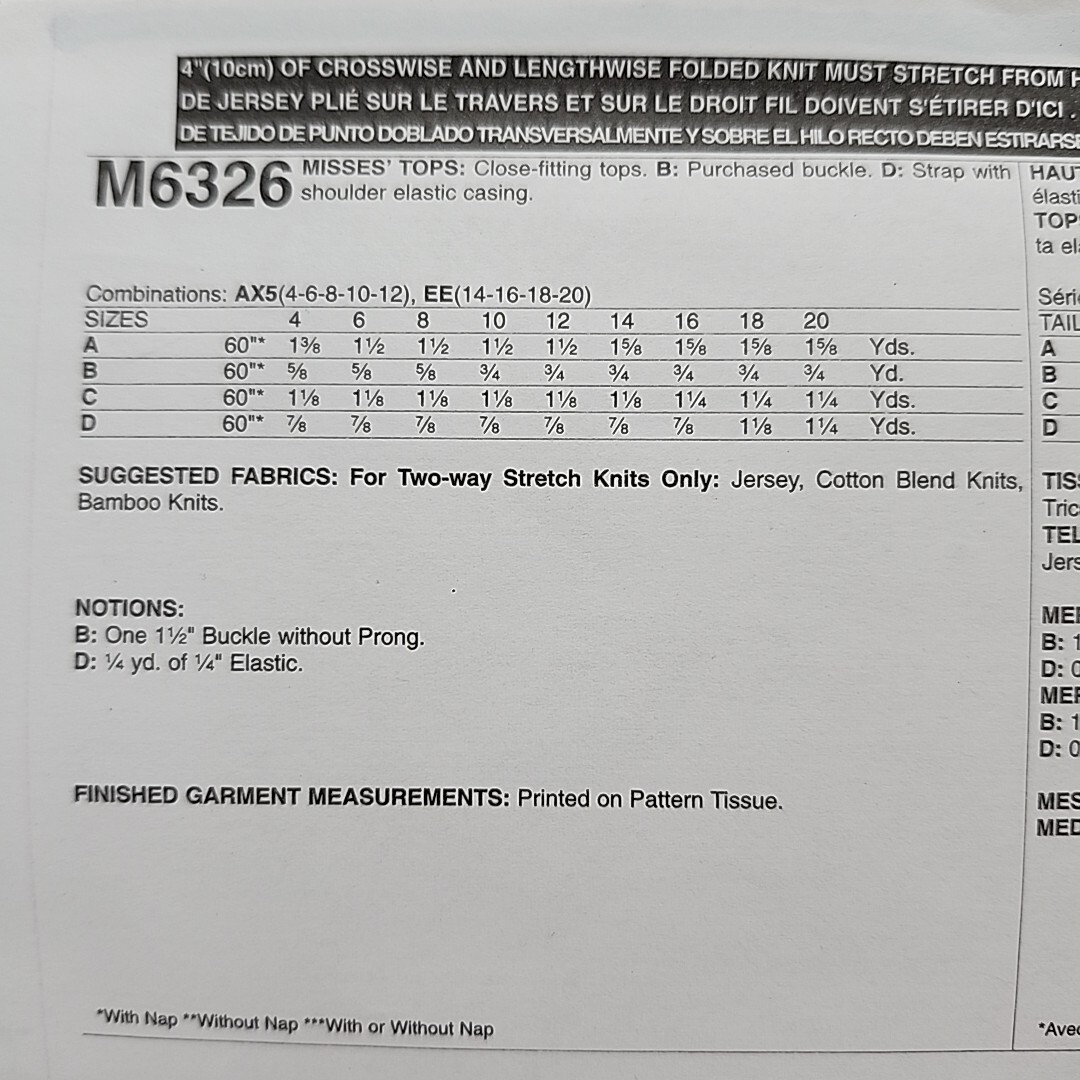 4"(10cm) OF CROSSWISE AND LENGTHWISE FOLDED KNIT MUST STRETCH FROM
DE JERSEY PLIÉ SUR LE TRAVERS ET SUR LE DROIT FIL DOIVENT S'ÉTIRER D'ICI .
DE TEJIDO DE PUNTO DOBLADO TRANSVERSALMENTE Y SOBRE EL HILO RECTO DEBEN ESTIRARSE
M6326 MISSES' TOPS: Close-fitting tops. B: Purchased buckle. D: Strap with
shoulder elastic casing.
Combinations: AX5(4-6-8-10-12), EE(14-16-18-20)
SIZES 4 6 8 10 12 14 16 18 20
A 60"* 1⅜ 1½ 1½ 1½ 1½ 1⅝ 1⅝ 1⅝ 1⅝ Yds.
B 60"* ⅝ ⅝ ⅝ ¾ ¾ ¾ ¾ ¾ ¾ Yd.
C 60"* 1⅛ 1⅛ 1⅛ 1⅛ 1⅛ 1⅛ 1¼ 1¼ 1¼ Yds.
D 60"* ⅞ ⅞ ⅞ ⅞ ⅞ ⅞ ⅞ 1⅛ 1¼ Yds.
SUGGESTED FABRICS: For Two-way Stretch Knits Only: Jersey, Cotton Blend Knits,
Bamboo Knits.
NOTIONS:
B: One 1½" Buckle without Prong.
D: ¼ yd. of ¼" Elastic.
FINISHED GARMENT MEASUREMENTS: Printed on Pattern Tissue.
*With Nap **Without Nap ***With or Without Nap
HAU
élasti
TOP
ta el
Séri
TAIL
A
B
C
D
TIS
Tric
TEL
Jers
B: 1
D: 0
B: 1
D: 0
MES
MED
*Avec